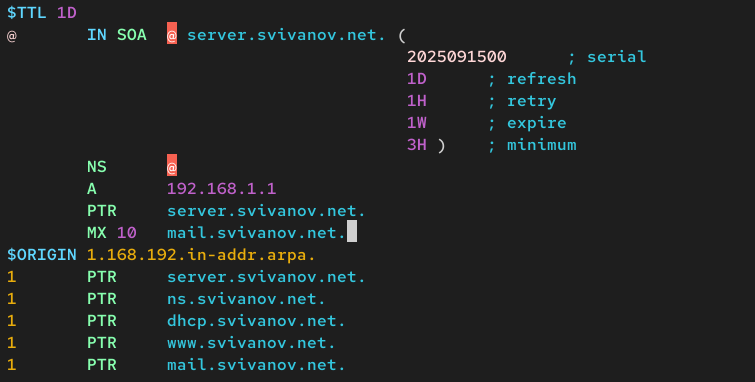 $TTL 1D
@ IN SOA @ server.svivanov.net. (
2025091500 ; serial
1D ; refresh
1H ; retry
1W ; expire
3H ) ; minimum
NS @
A 192.168.1.1
PTR server.svivanov.net.
MX 10 mail.svivanov.net.
$ORIGIN 1.168.192.in-addr.arpa.
1 PTR server.svivanov.net.
1 PTR ns.svivanov.net.
1 PTR dhcp.svivanov.net.
1 PTR www.svivanov.net.
1 PTR mail.svivanov.net.